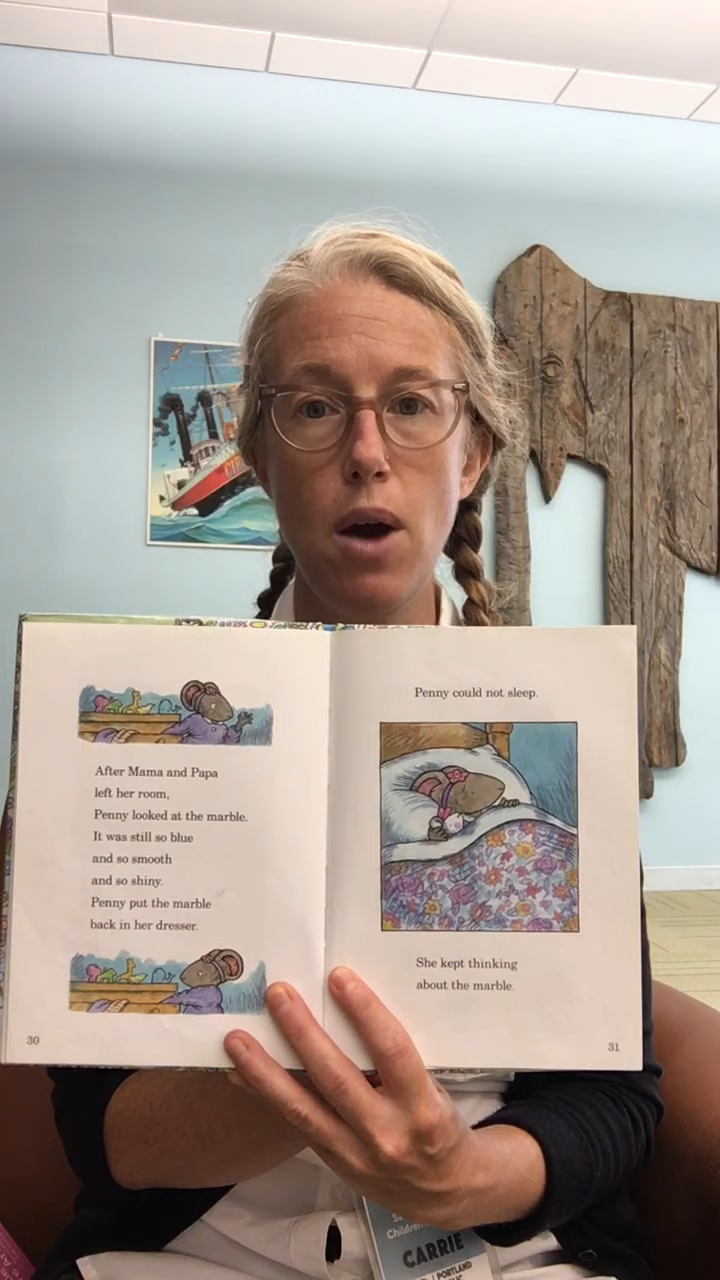 After Mama and Papa
left her room,
Penny looked at the marble.
It was still so blue
and so smooth
and so shiny.
Penny put the marble
back in her dresser.
30
Penny could not sleep.
She kept thinking
about the marble.
31
CARRIE
PORTLAND